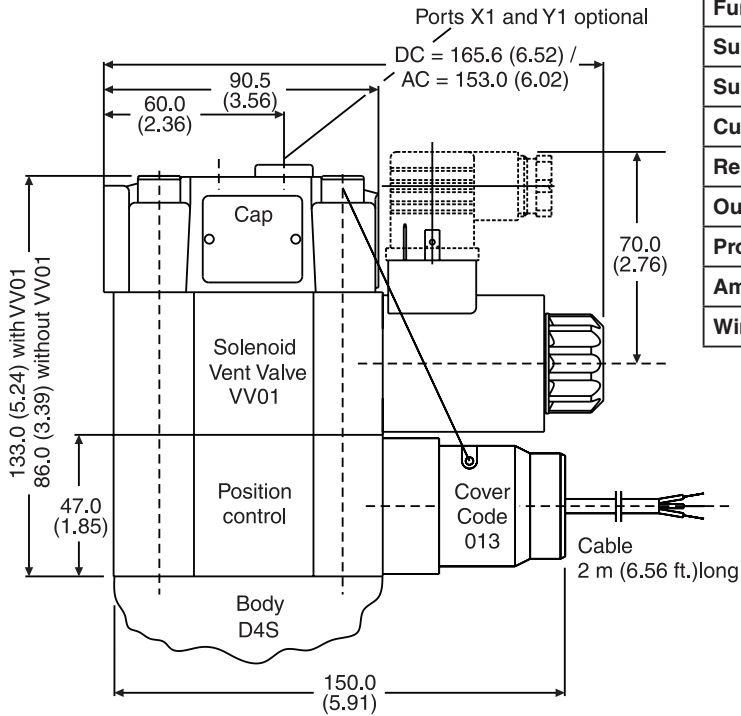 Ports X1 and Y1 optional
DC = 165.6 (6.52) /
AC = 153.0 (6.02)
90.5
(3.56)
60.0
(2.36)
Cap
70.0
(2.76)
133.0 (5.24) with VV01
86.0 (3.39) without VV01
Solenoid
Vent Valve
VV01
47.0
(1.85)
Position
control
Cover
Code
013
Cable
2 m (6.56 ft.)long
Body
D4S
150.0
(5.91)
Su
Su
Cu
Re
Ou
Am